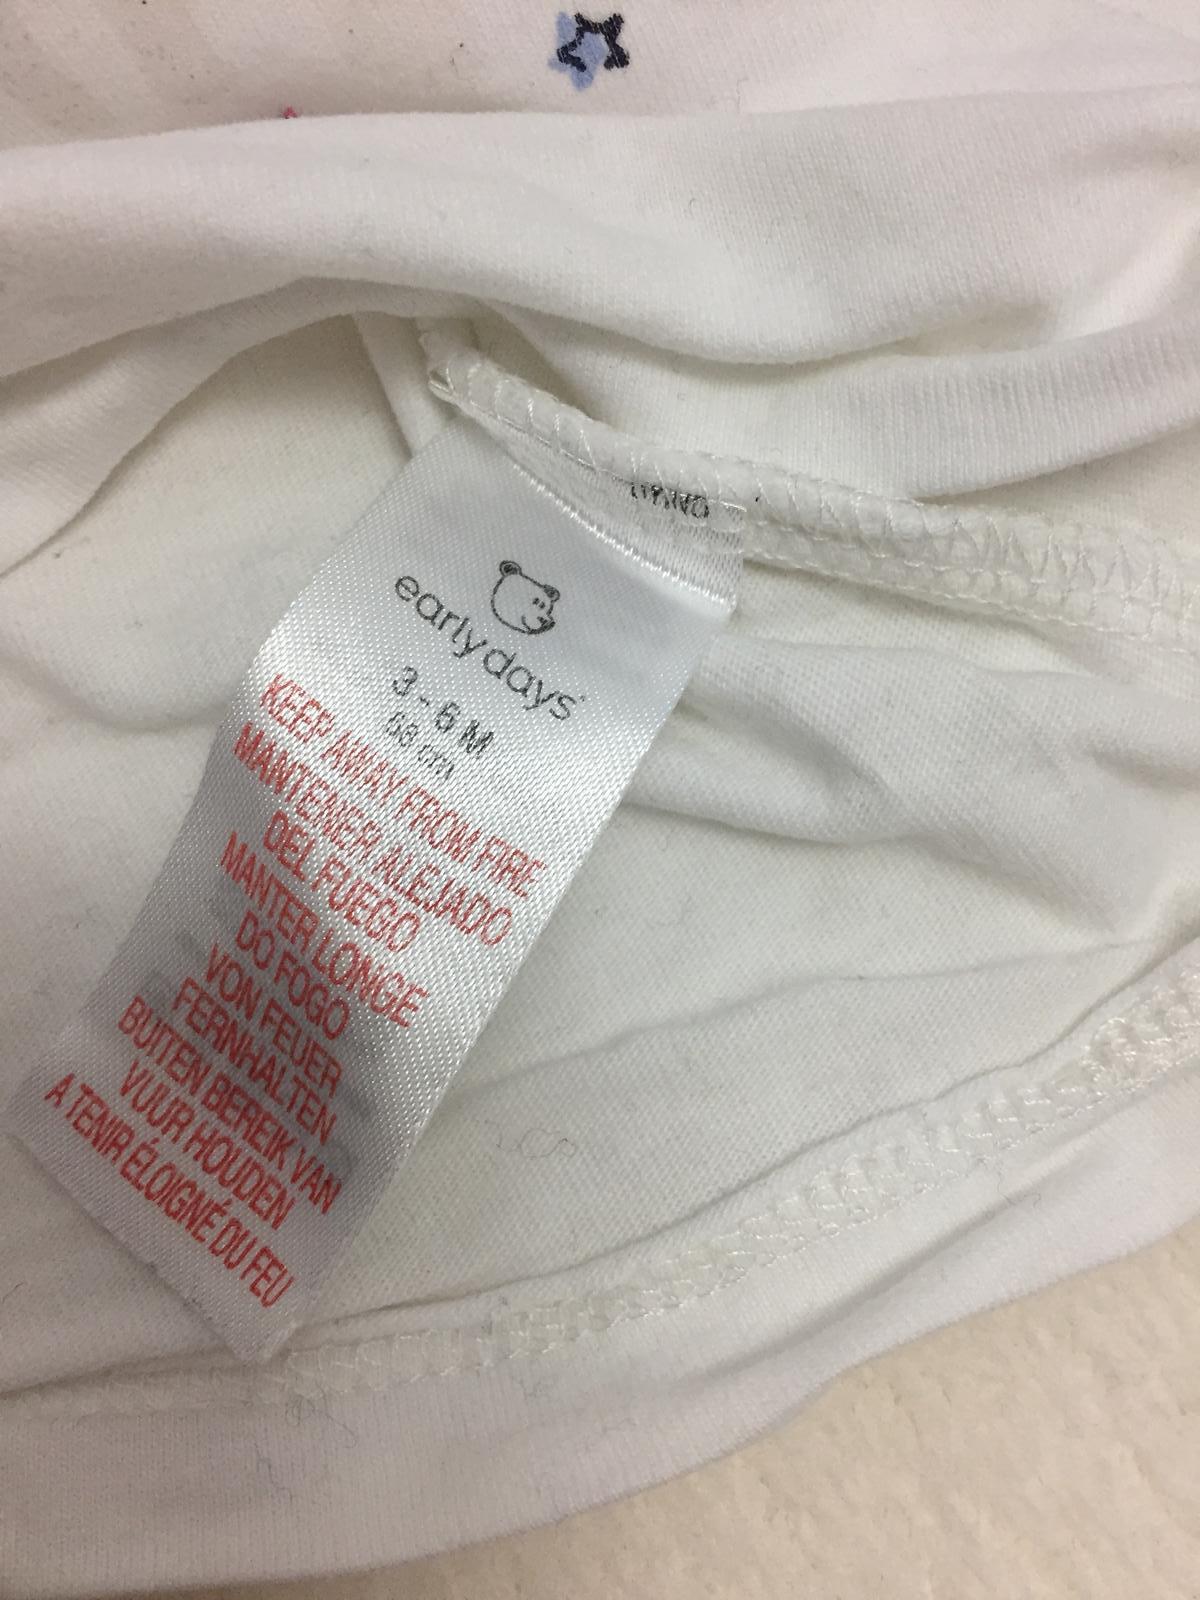 early days
3-6 M
68 cm
KEEP AWAY FROM FIRE
MANTENER ALEJADO
DEL FUEGO
MANTER LONGE
DO FOGO
VON FEUER
FERNHALTEN
BUITEN BEREIK VAN
VUUR HOUDEN
A TENIR ÉLOIGNÉ DU FEU